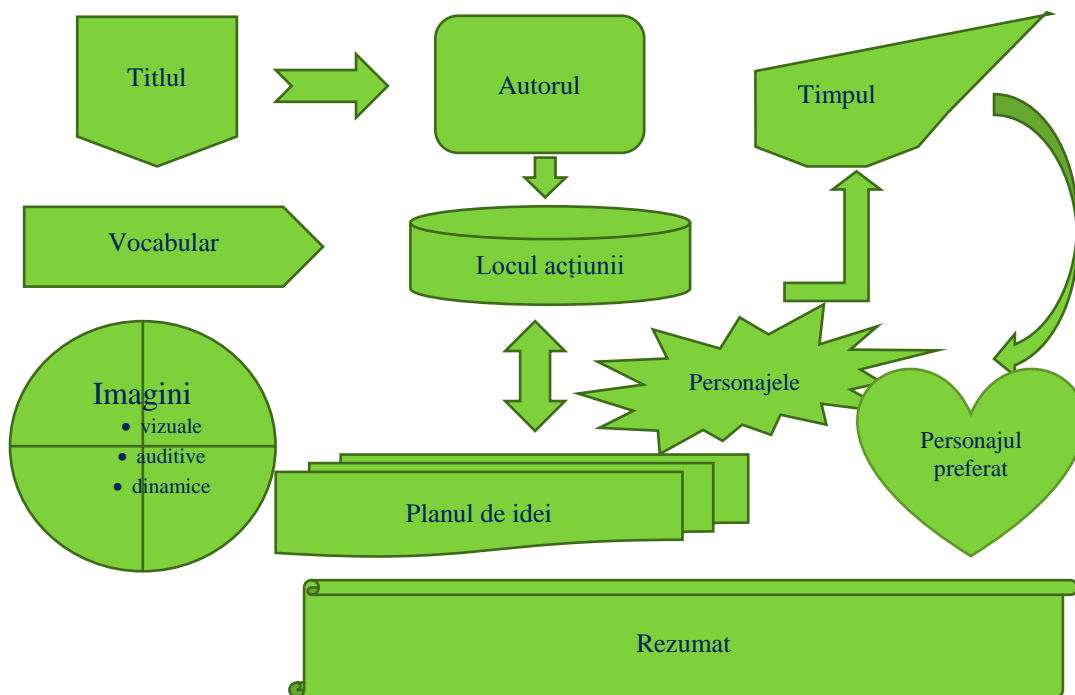 Titlul
Autorul
Timpul
Vocabular
Locul acțiunii
Imagini
• vizuale
• auditive
• dinamice
Personajele
Personajul
preferat
Planul de idei
Rezumat